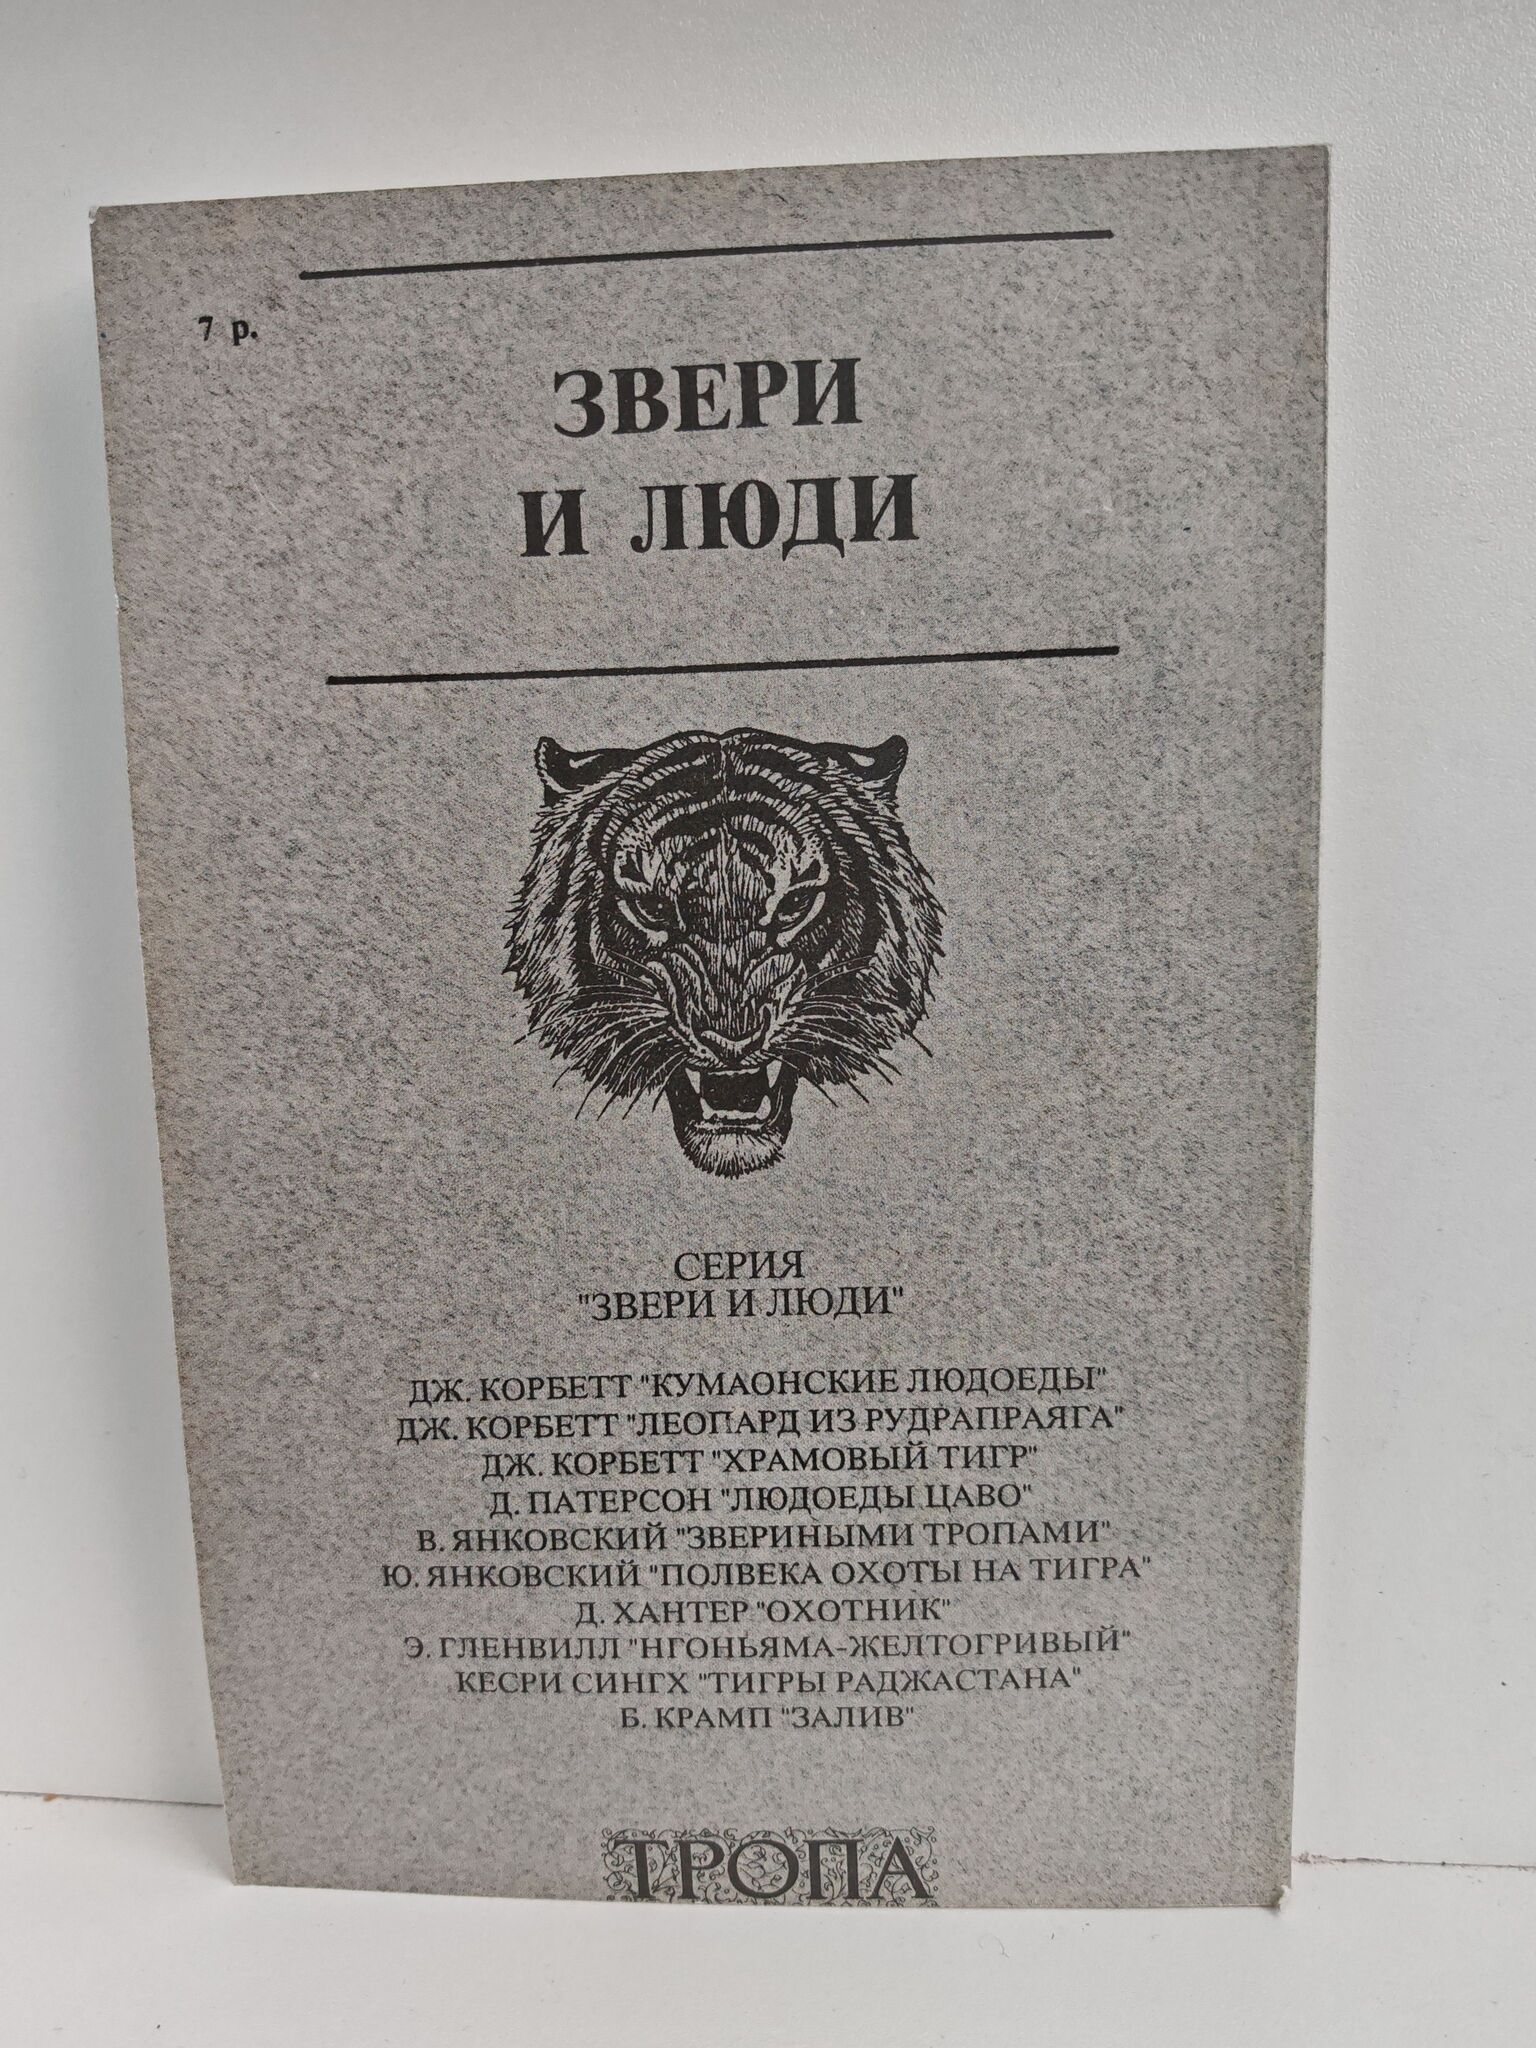 7 р.
ЗВЕРИ
И ЛЮДИ
СЕРИЯ
"ЗВЕРИ И ЛЮДИ"
ДЖ. КОРБЕТТ "КУМАОНСКИЕ ЛЮДОЕДЫ"
ДЖ. КОРБЕТТ "ЛЕОПАРД ИЗ РУДРАПРАЯГА"
ДЖ. КОРБЕТТ "ХРАМОВЫЙ ТИГР"
Д. ПАТЕРСОН "ЛЮДОЕДЫ ЦАВО"
В. ЯНКОВСКИЙ "ЗВЕРИНЫМИ ТРОПАМИ"
Ю. ЯНКОВСКИЙ "ПОЛВЕКА ОХОТЫ НА ТИГРА"
Д. ХАНТЕР "ОХОТНИК"
Э. ГЛЕНВИЛЛ "НГОНЬЯМА-ЖЕЛТОГРИВЫЙ"
КЕСРИ СИНГХ "ТИГРЫ РАДЖАСТАНА"
Б. КРАМП "ЗАЛИВ"
ТРОПА